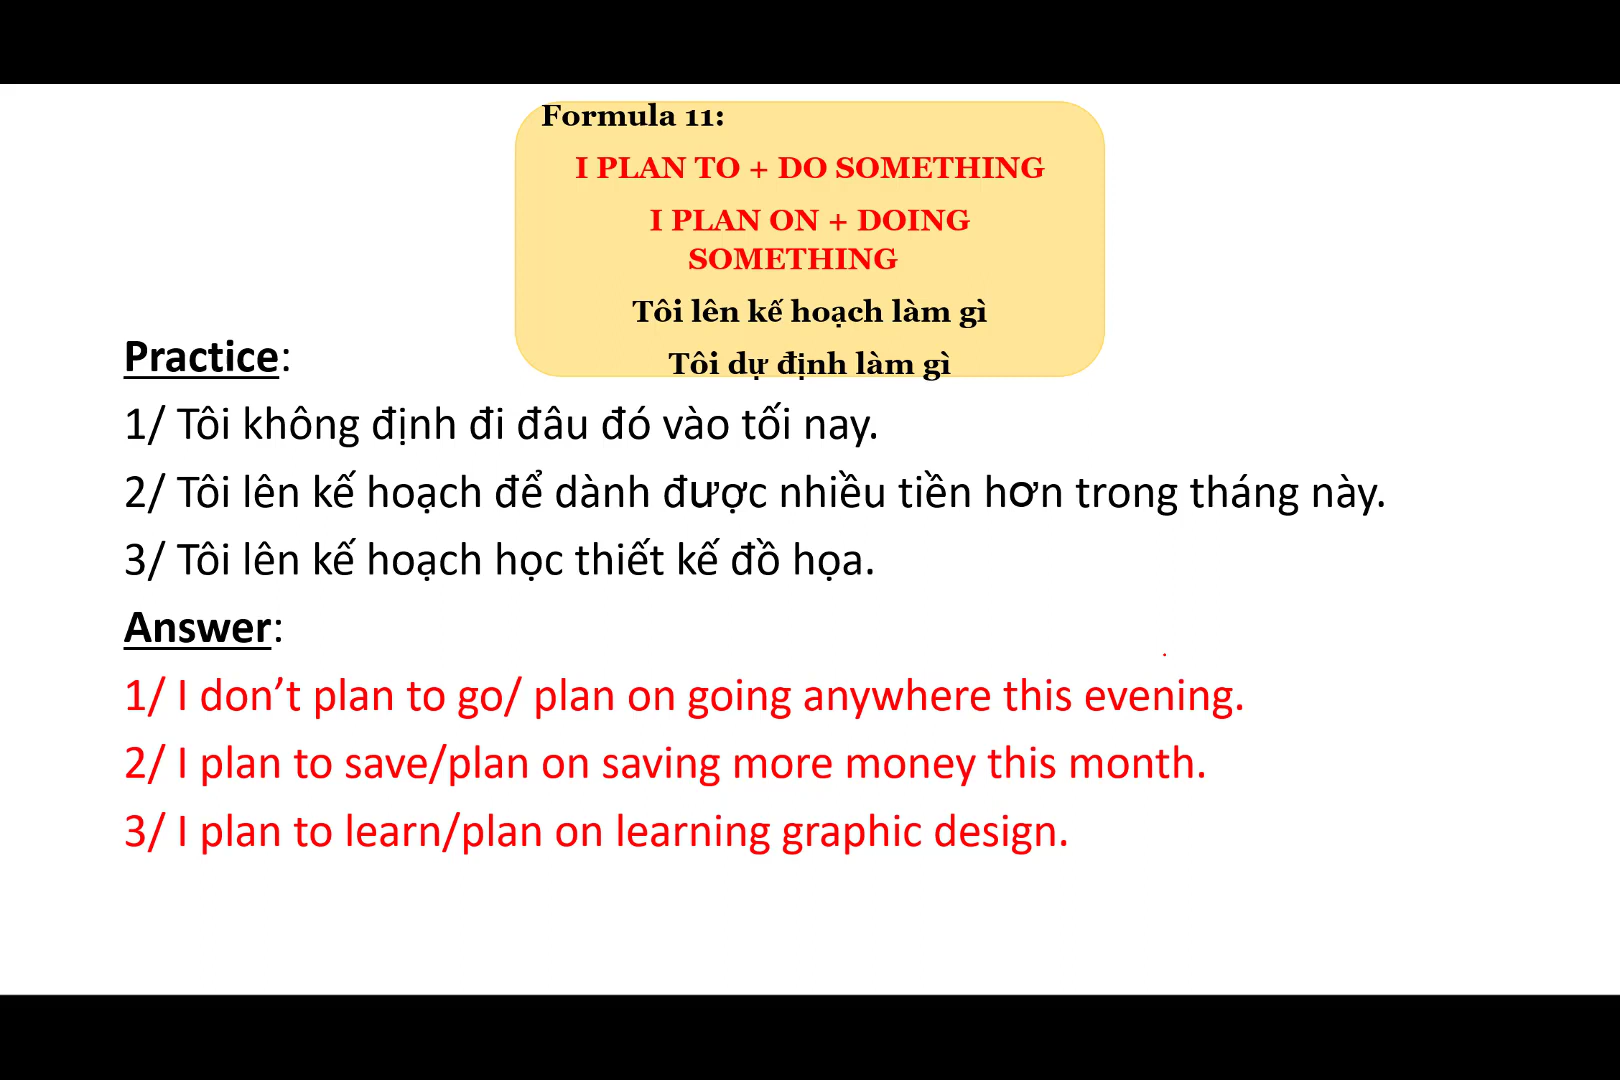 Formula 11:
I PLAN TO + DO SOMETHING
I PLAN ON + DOING
SOMETHING
Tôi lên kế hoạch làm gì
Tôi dự định làm gì
Practice:
1/ Tôi không định đi đâu đó vào tối nay.
2/ Tôi lên kế hoạch để dành được nhiều tiền hơn trong tháng này.
3/ Tôi lên kế hoạch học thiết kế đồ họa.
Answer:
1/ I don’t plan to go/ plan on going anywhere this evening.
2/ I plan to save/plan on saving more money this month.
3/ I plan to learn/plan on learning graphic design.